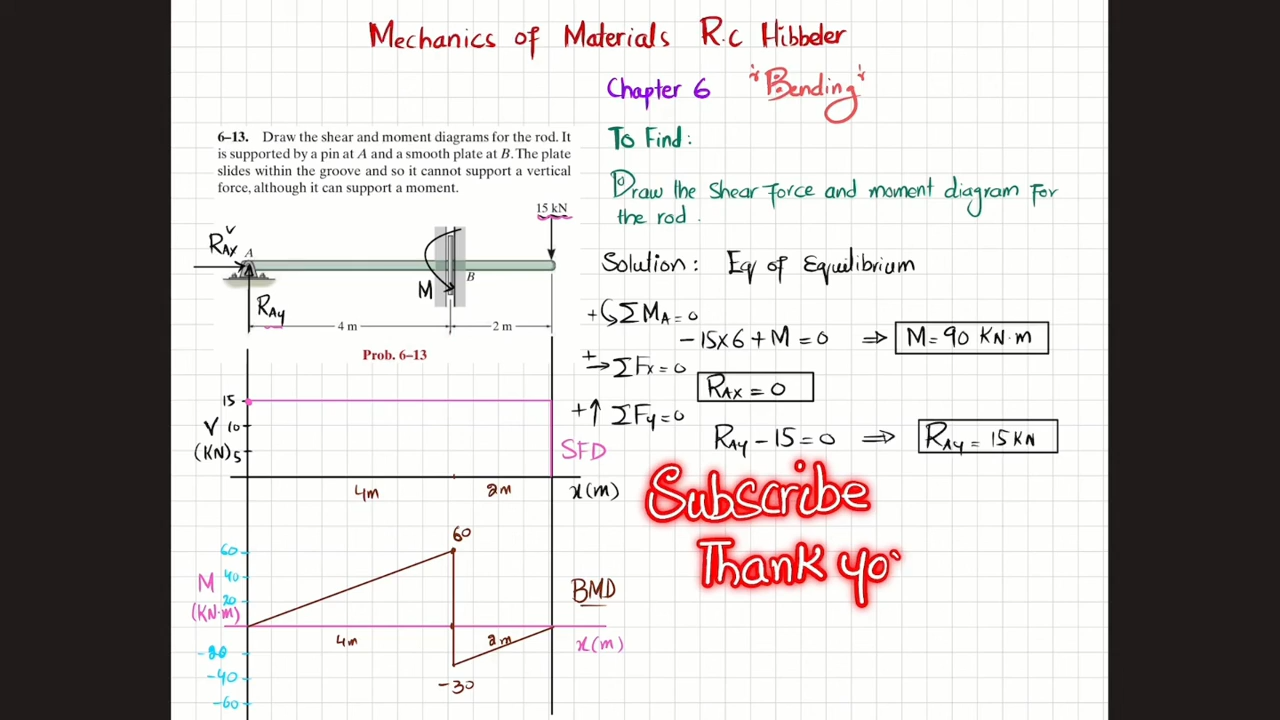 Mechanics of Materials R.C Hibbeler
Chapter 6 "Bending"
6–13. Draw the shear and moment diagrams for the rod. It
is supported by a pin at A and a smooth plate at B. The plate
slides within the groove and so it cannot support a vertical
force, although it can support a moment.
15 kN
RAx
A
B
M
RAy
4 m
2 m
Prob. 6–13
To Find:
Draw the Shear Force and moment diagram for
the rod.
Solution: Eq of Equilibrium
+ ΣMA=0
-15x6+M=0 ⇒ M=90 KN.m
+→ ΣFx=0
RAx=0
+↑ ΣFy=0
RAy-15=0 ⇒ RAy=15KN
15
V 10
(KN) 5
SFD
4m
2m
x(m)
Subscribe
Thank yo
60
60
40
M
20
(KN.m)
BMD
4m
2m
x(m)
-20
-40
-30
-60